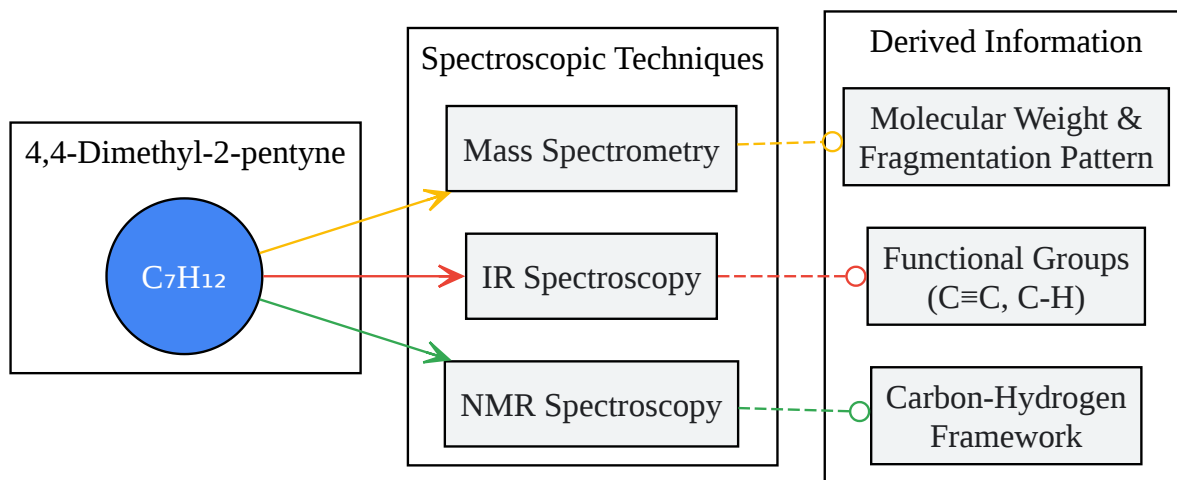 4,4-Dimethyl-2-pentyne
C₇H₁₂
Spectroscopic Techniques
Mass Spectrometry
IR Spectroscopy
NMR Spectroscopy
Derived Information
Molecular Weight &
Fragmentation Pattern
Functional Groups
(C≡C, C-H)
Carbon-Hydrogen
Framework